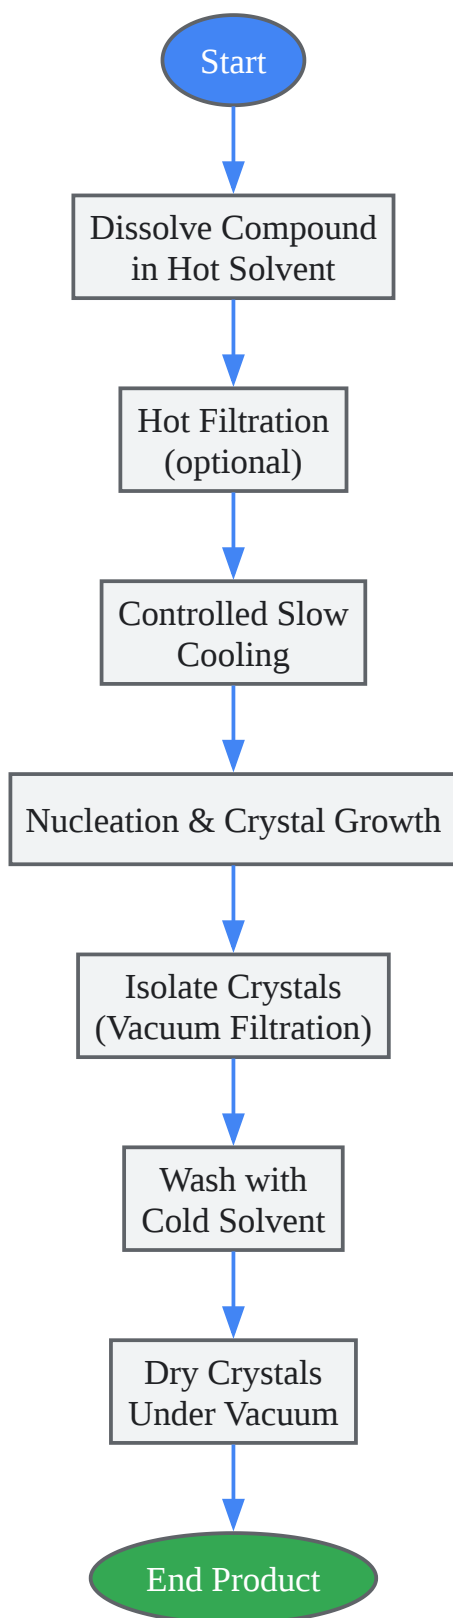 Start
Dissolve Compound
in Hot Solvent
Hot Filtration
(optional)
Controlled Slow
Cooling
Nucleation & Crystal Growth
Isolate Crystals
(Vacuum Filtration)
Wash with
Cold Solvent
Dry Crystals
Under Vacuum
End Product